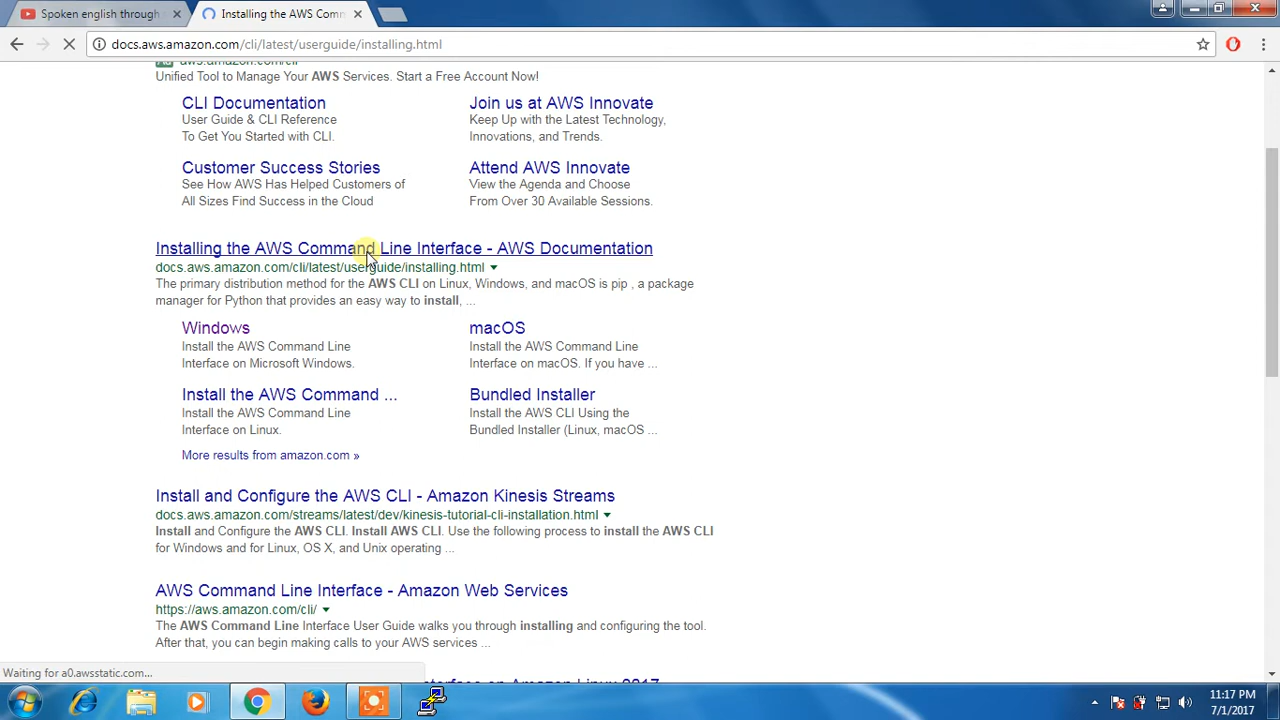 Spoken english through
Installing the AWS Comm
docs.aws.amazon.com/cli/latest/userguide/installing.html
Ad aws.amazon.com/cli
Unified Tool to Manage Your AWS Services. Start a Free Account Now!
CLI Documentation
User Guide & CLI Reference
To Get You Started with CLI.
Join us at AWS Innovate
Keep Up with the Latest Technology,
Innovations, and Trends.
Customer Success Stories
See How AWS Has Helped Customers of
All Sizes Find Success in the Cloud
Attend AWS Innovate
View the Agenda and Choose
From Over 30 Available Sessions.
Installing the AWS Command Line Interface - AWS Documentation
docs.aws.amazon.com/cli/latest/userguide/installing.html
The primary distribution method for the AWS CLI on Linux, Windows, and macOS is pip , a package
manager for Python that provides an easy way to install, ...
Windows
Install the AWS Command Line
Interface on Microsoft Windows.
macOS
Install the AWS Command Line
Interface on macOS. If you have ...
Install the AWS Command ...
Install the AWS Command Line
Interface on Linux.
Bundled Installer
Install the AWS CLI Using the
Bundled Installer (Linux, macOS ...
More results from amazon.com »
Install and Configure the AWS CLI - Amazon Kinesis Streams
docs.aws.amazon.com/streams/latest/dev/kinesis-tutorial-cli-installation.html
Install and Configure the AWS CLI. Install AWS CLI. Use the following process to install the AWS CLI
for Windows and for Linux, OS X, and Unix operating ...
AWS Command Line Interface - Amazon Web Services
https://aws.amazon.com/cli/
The AWS Command Line Interface User Guide walks you through installing and configuring the tool.
After that, you can begin making calls to your AWS services ...
Waiting for a0.awsstatic.com...
on Amazon Linux 2017
11:17 PM
7/1/2017